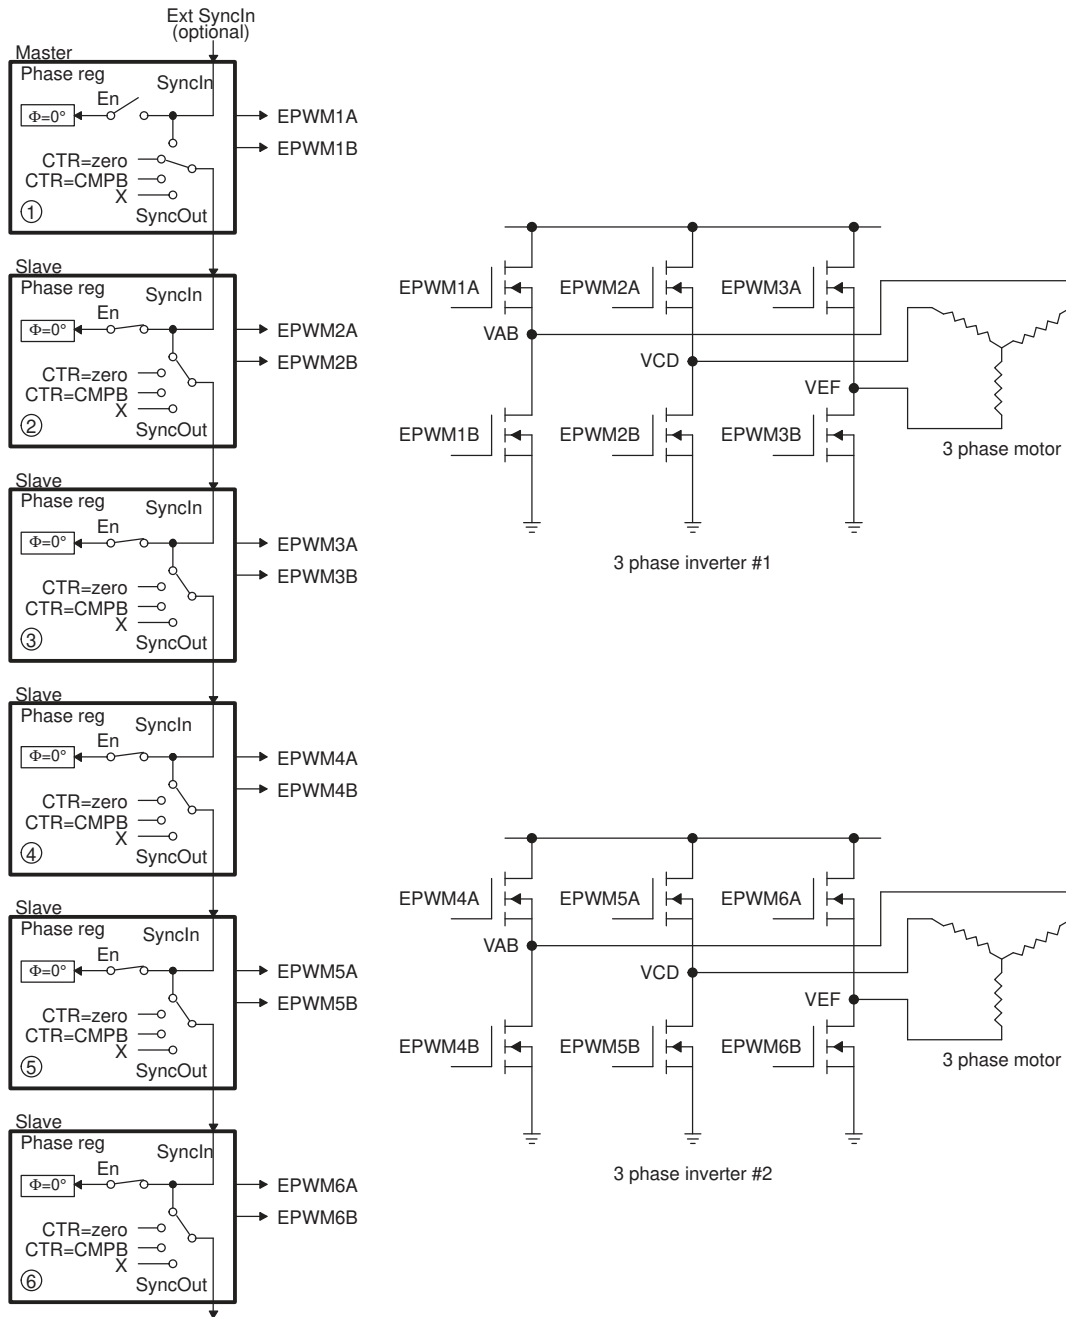 Ext SyncIn
(optional)
Master
Phase reg
SyncIn
En
Φ=0°
EPWM1A
EPWM1B
CTR=zero
CTR=CMPB
X
1
SyncOut
Slave
Phase reg
SyncIn
En
Φ=0°
EPWM2A
EPWM2B
CTR=zero
CTR=CMPB
X
2
SyncOut
Slave
Phase reg
SyncIn
En
Φ=0°
EPWM3A
EPWM3B
CTR=zero
CTR=CMPB
X
3
SyncOut
Slave
Phase reg
SyncIn
En
Φ=0°
EPWM4A
EPWM4B
CTR=zero
CTR=CMPB
X
4
SyncOut
Slave
Phase reg
SyncIn
En
Φ=0°
EPWM5A
EPWM5B
CTR=zero
CTR=CMPB
X
5
SyncOut
Slave
Phase reg
SyncIn
En
Φ=0°
EPWM6A
EPWM6B
CTR=zero
CTR=CMPB
X
6
SyncOut
EPWM1A
EPWM2A
EPWM3A
VAB
VCD
VEF
EPWM1B
EPWM2B
EPWM3B
3 phase motor
3 phase inverter #1
EPWM4A
EPWM5A
EPWM6A
VAB
VCD
VEF
EPWM4B
EPWM5B
EPWM6B
3 phase motor
3 phase inverter #2